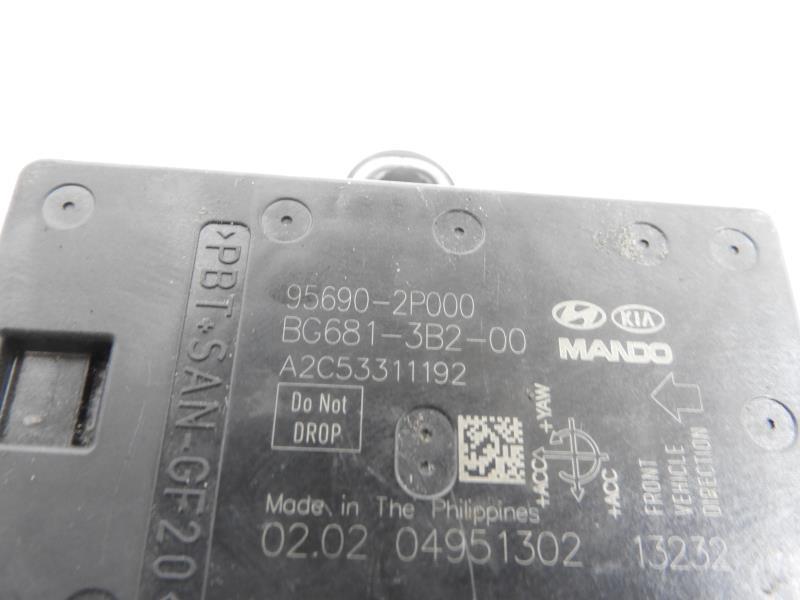 95690-2P000
BG681-3B2-00
A2C53311192
KIA
MANDO
Do Not
DROP
+ACC
+YAW
+ACC
FRONT
VEHICLE
DIRECTION
Made in The Philippines
02.02 04951302 13232
>PBT+SAN-GF20<